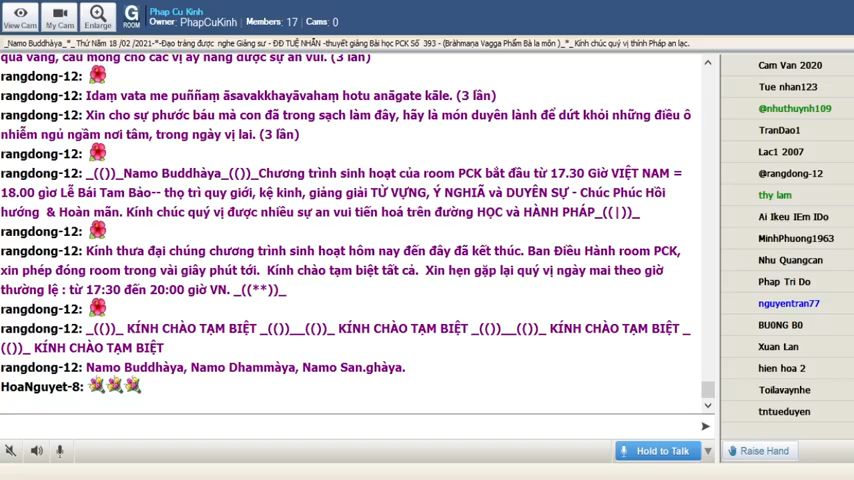 View Cam
My Cam
Enlarge
G
ROOM
Phap Cu Kinh
Owner: PhapCuKinh
Members: 17
Cams: 0
_Namo Buddhàya_*_ Thứ Năm 18 /02 /2021-*-Đạo tràng được nghe Giảng sư - ĐĐ TUỆ NHÂN -thuyết giảng Bài học PCK Số 393 - (Bràhmaṇa Vagga Phẩm Bà la môn )_*_ Kính chúc quý vị thính Pháp an lạc.
quá vãng, cầu mong cho các vị ấy hằng được sự an vui. (3 lần)
rangdong-12:
rangdong-12: Idaṃ vata me puññaṃ āsavakkhayāvahaṃ hotu anāgate kāle. (3 lần)
rangdong-12: Xin cho sự phước báu mà con đã trong sạch làm đây, hãy là món duyên lành để dứt khỏi những điều ô
nhiễm ngủ ngầm nơi tâm, trong ngày vị lai. (3 lần)
rangdong-12:
rangdong-12: _(())_Namo Buddhàya_(())_Chương trình sinh hoạt của room PCK bắt đầu từ 17.30 Giờ VIỆT NAM =
18.00 giờ Lễ Bái Tam Bảo-- thọ trì quy giới, kệ kinh, giảng giải TỪ VỰNG, Ý NGHIÃ và DUYÊN SỰ - Chúc Phúc Hồi
hướng & Hoàn mãn. Kính chúc quý vị được nhiều sự an vui tiến hoá trên đường HỌC và HÀNH PHÁP_((|))_
rangdong-12:
rangdong-12: Kính thưa đại chúng chương trình sinh hoạt hôm nay đến đây đã kết thúc. Ban Điều Hành room PCK,
xin phép đóng room trong vài giây phút tới. Kính chào tạm biệt tất cả. Xin hẹn gặp lại quý vị ngày mai theo giờ
thường lệ : từ 17:30 đến 20:00 giờ VN. _((**))_
rangdong-12:
rangdong-12: _(())_ KÍNH CHÀO TẠM BIỆT _(())__(())_ KÍNH CHÀO TẠM BIỆT _(())__(())_ KÍNH CHÀO TẠM BIỆT _
(())_ KÍNH CHÀO TẠM BIỆT
rangdong-12: Namo Buddhàya, Namo Dhammàya, Namo San.ghàya.
HoaNguyet-8:
Hold to Talk
Cam Van 2020
Tue nhan123
@nhuthuynh109
TranDao1
Lac1 2007
@rangdong-12
thy lam
Ai Ikeu IEm IDo
MinhPhuong1963
Nhu Quangcan
Phap Tri Do
nguyentran77
BU0NG B0
Xuan Lan
hien hoa 2
Toilavaynhe
tntueduyen
Raise Hand